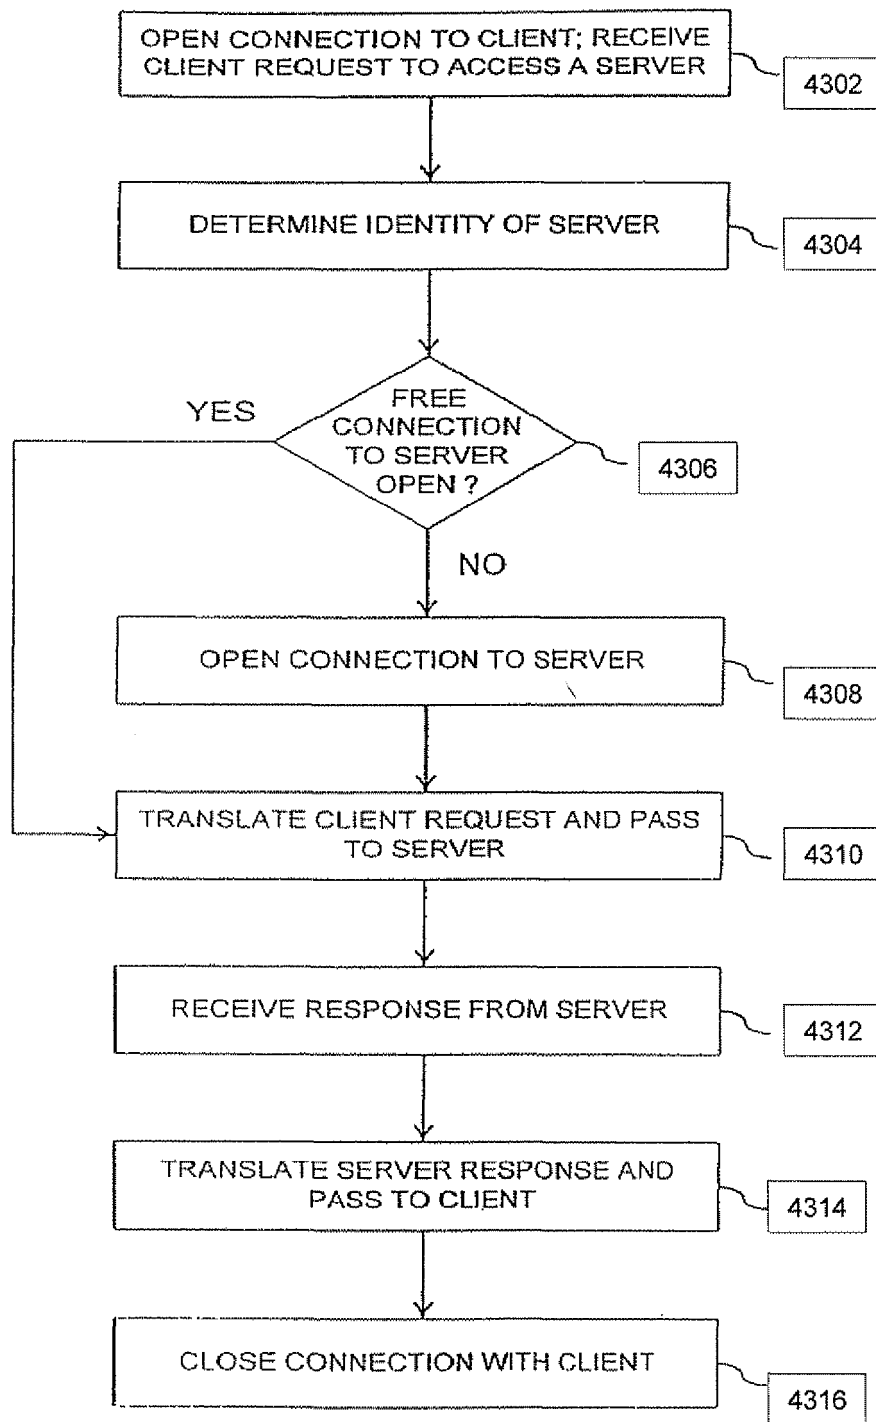 OPEN CONNECTION TO CLIENT; RECEIVE
CLIENT REQUEST TO ACCESS A SERVER
4302
DETERMINE IDENTITY OF SERVER
4304
FREE
CONNECTION
TO SERVER
OPEN ?
YES
4306
NO
OPEN CONNECTION TO SERVER
4308
TRANSLATE CLIENT REQUEST AND PASS
TO SERVER
4310
RECEIVE RESPONSE FROM SERVER
4312
TRANSLATE SERVER RESPONSE AND
PASS TO CLIENT
4314
CLOSE CONNECTION WITH CLIENT
4316